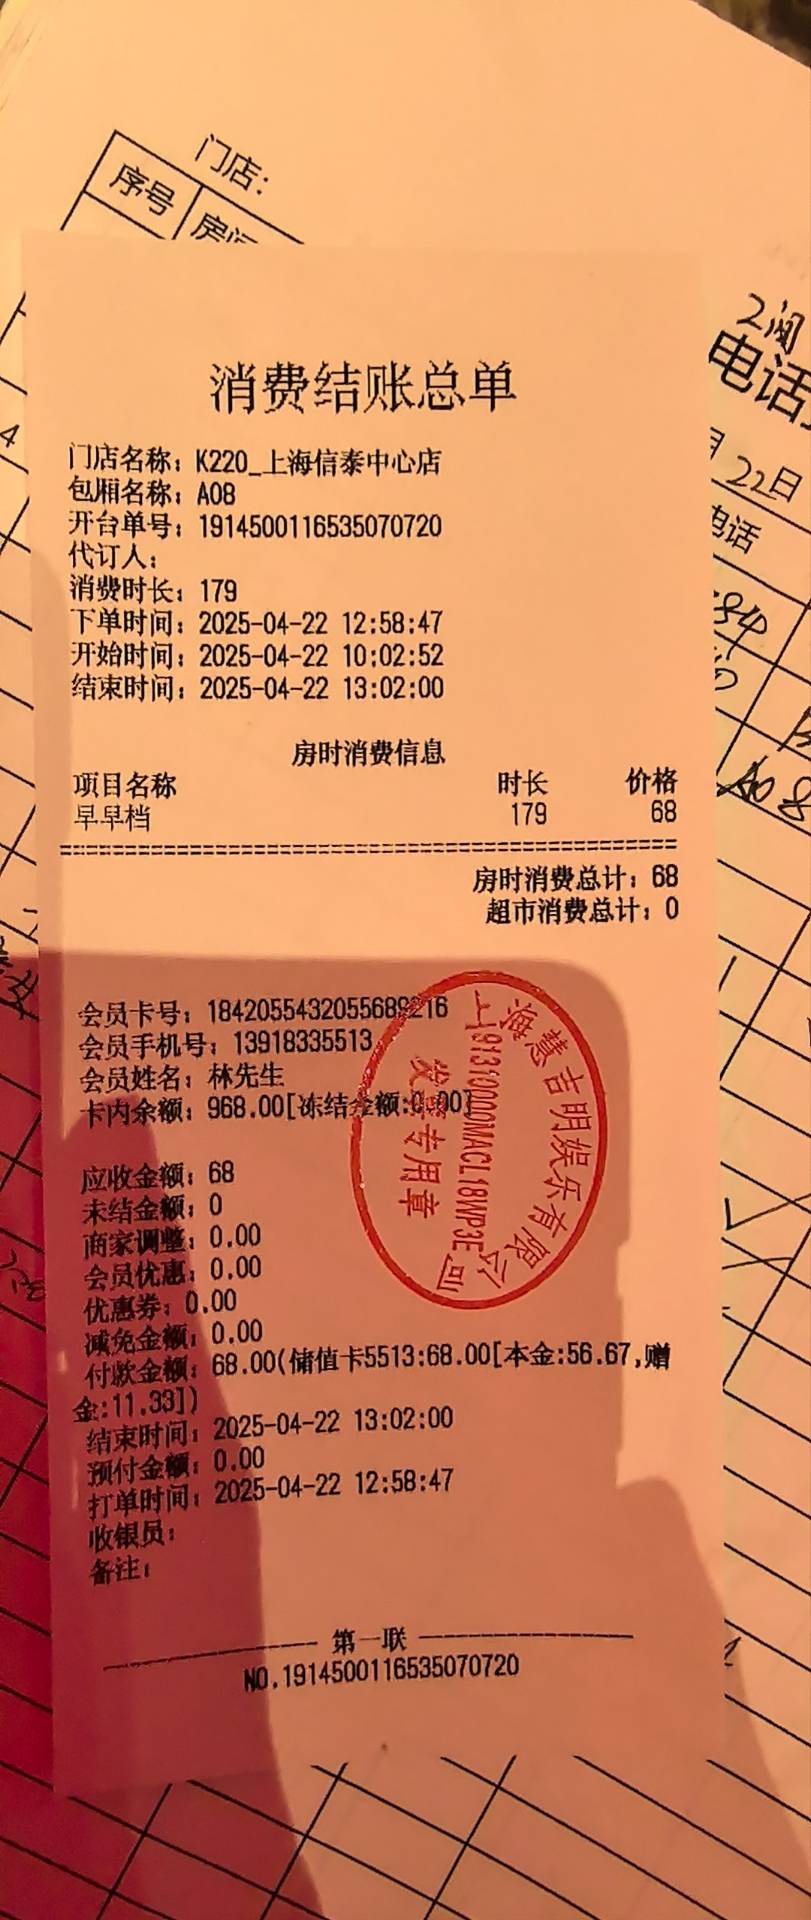 门店:
序号
2间
电话
22日
电话
消费结账总单
门店名称: K220_上海信泰中心店
包厢名称: A08
开台单号: 1914500116535070720
代订人:
消费时长: 179
下单时间: 2025-04-22 12:58:47
开始时间: 2025-04-22 10:02:52
结束时间: 2025-04-22 13:02:00
房时消费信息
项目名称 时长 价格
早早档 179 68
房时消费总计: 68
超市消费总计: 0
会员卡号: 1842055432055689216
会员手机号: 13918335513
会员姓名: 林先生
卡内余额: 968.00[冻结金额:0.00]
应收金额: 68
未结金额: 0
商家调整: 0.00
会员优惠: 0.00
优惠券: 0.00
减免金额: 0.00
付款金额: 68.00(储值卡5513:68.00[本金:56.67,赠
金:11.33])
结束时间: 2025-04-22 13:02:00
预付金额: 0.00
打单时间: 2025-04-22 12:58:47
收银员:
备注:
第一联
NO.1914500116535070720
上海慧吉明娱乐有限公司
91310000MACL18WP3E
发票专用章